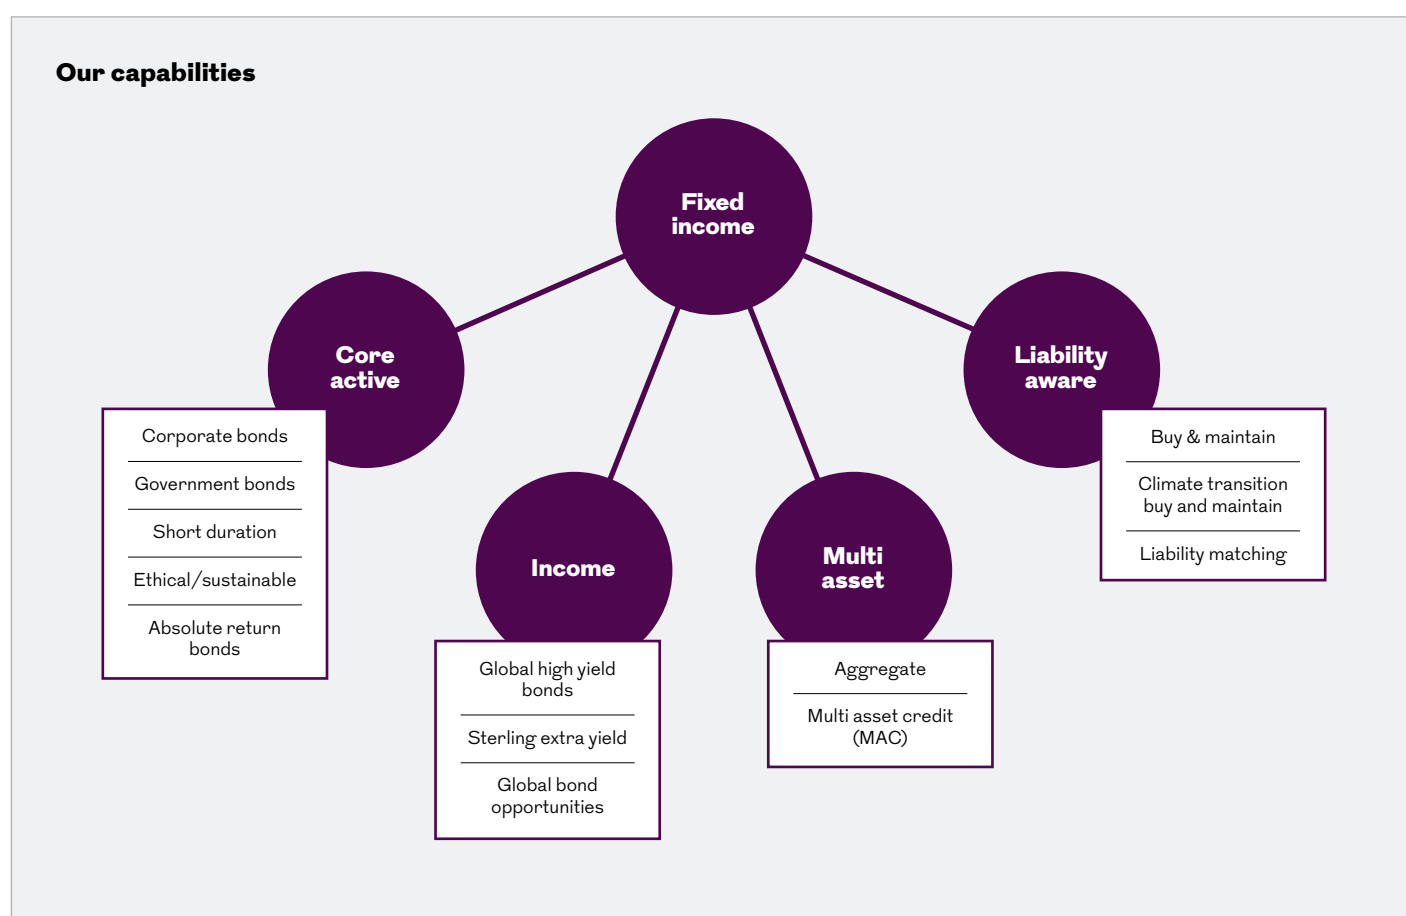 Our capabilities
Fixed
income
Core
active
Corporate bonds
Government bonds
Short duration
Ethical/sustainable
Absolute return
bonds
Income
Global high yield
bonds
Sterling extra yield
Global bond
opportunities
Multi
asset
Aggregate
Multi asset credit
(MAC)
Liability
aware
Buy & maintain
Climate transition
buy and maintain
Liability matching